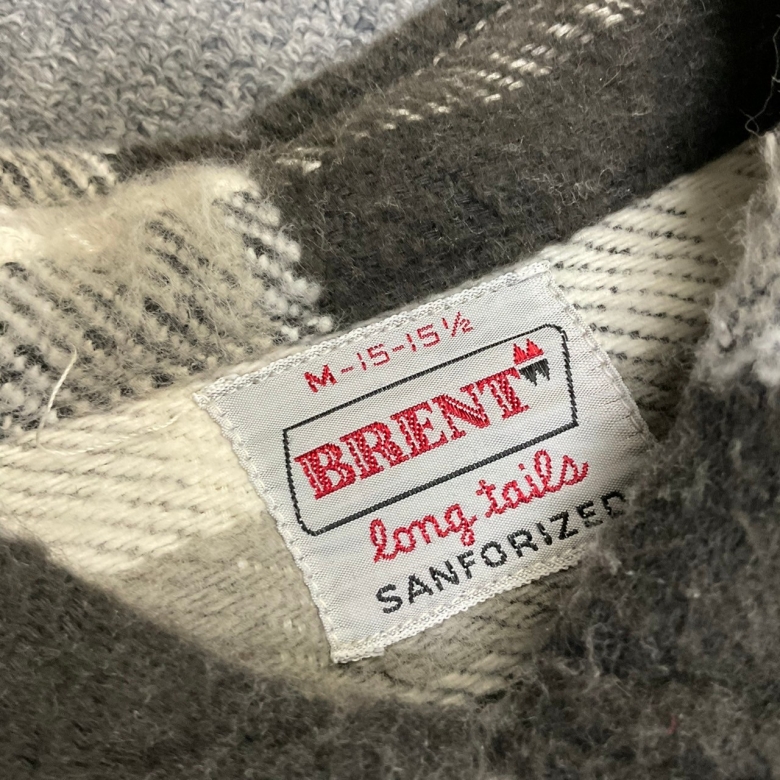 M-15-15½
BRENT
long tails
SANFORIZED